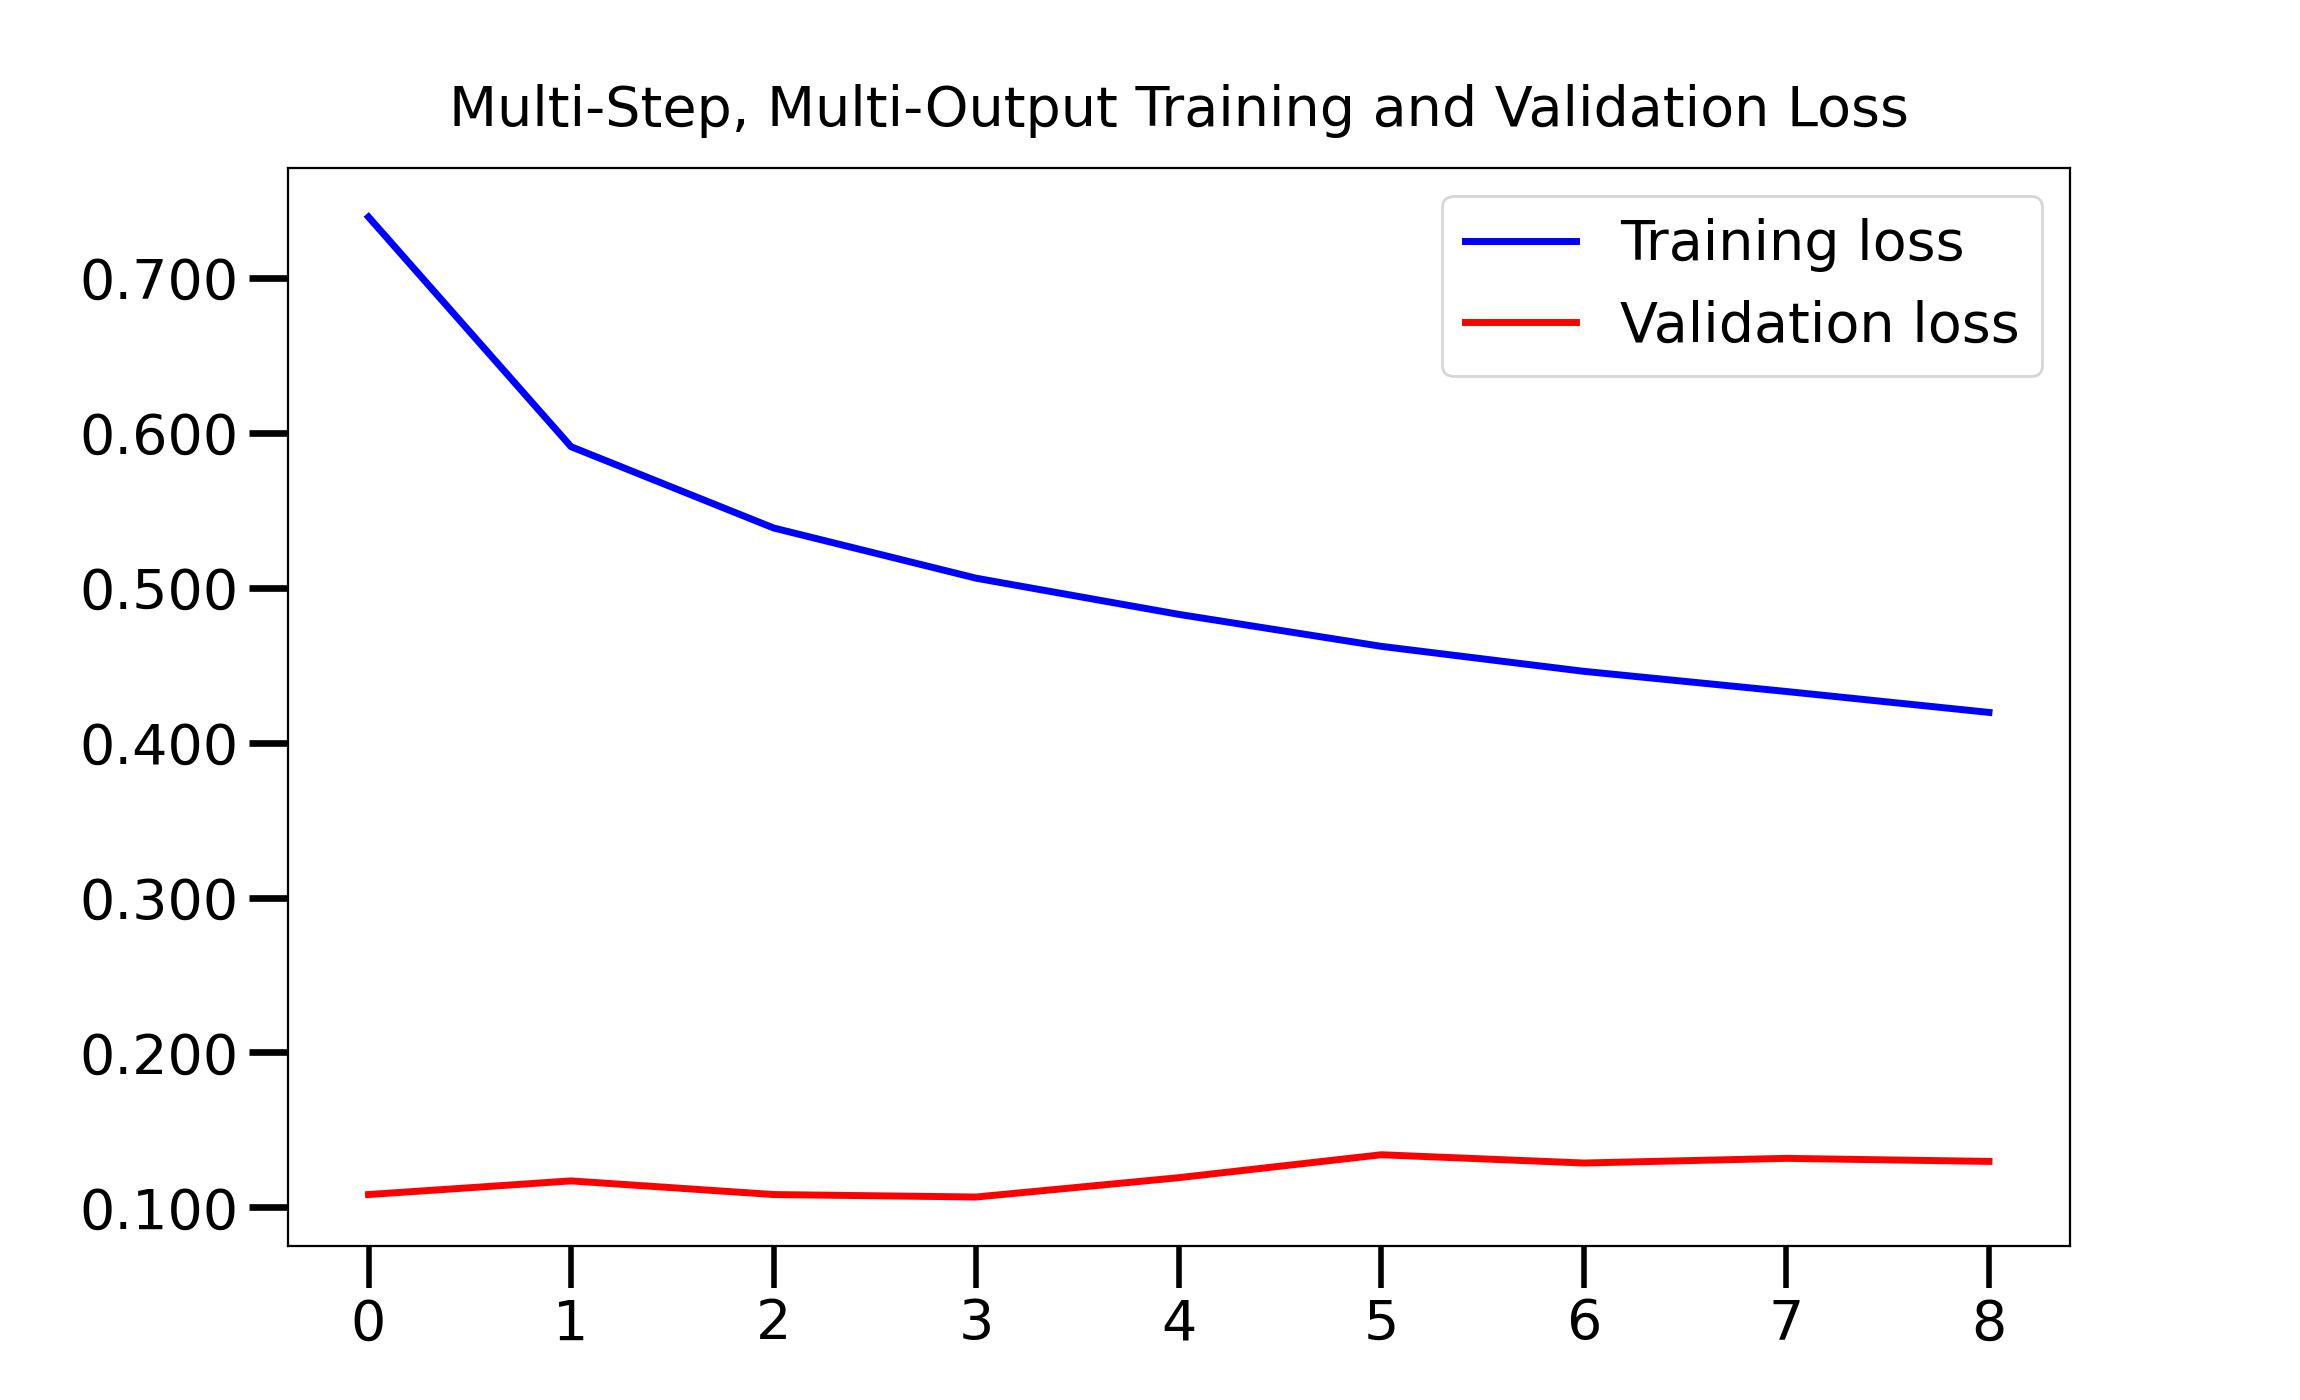 Multi-Step, Multi-Output Training and Validation Loss
Training loss
Validation loss
0.700
0.600
0.500
0.400
0.300
0.200
0.100
0 1 2 3 4 5 6 7 8